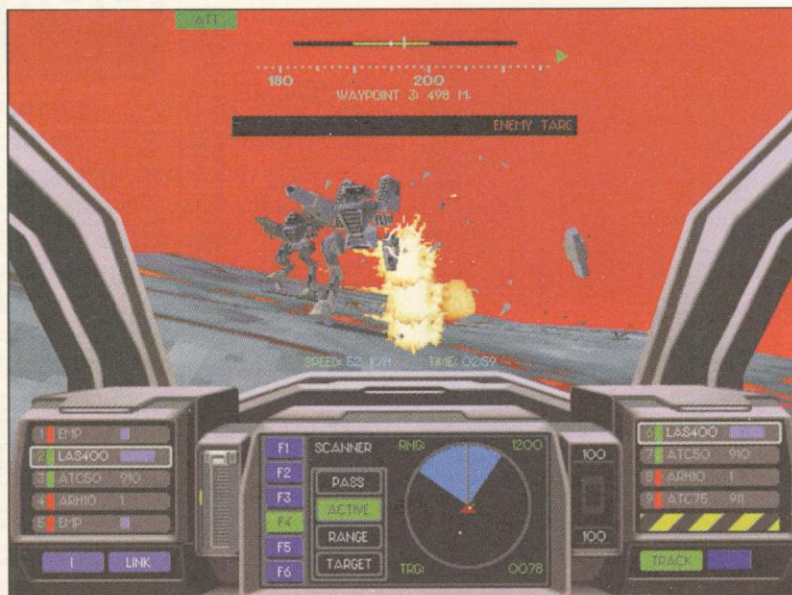 ATT
180 200
WAYPOINT 3: 498 M.
ENEMY TARG
SPEED: 52 K/H TIME: 02:59
1 EMP
2 LAS400
3 ATC50 910
4 ARH10 1
5 EMP
1 LINK
F1
F2
F3
F4
F5
F6
SCANNER
PASS
ACTIVE
RANGE
TARGET
RNG: 1200
TRG: 0078
100
100
6 LAS400
7 ATC50 910
8 ARH10 1
9 ATC75 911
TRACK